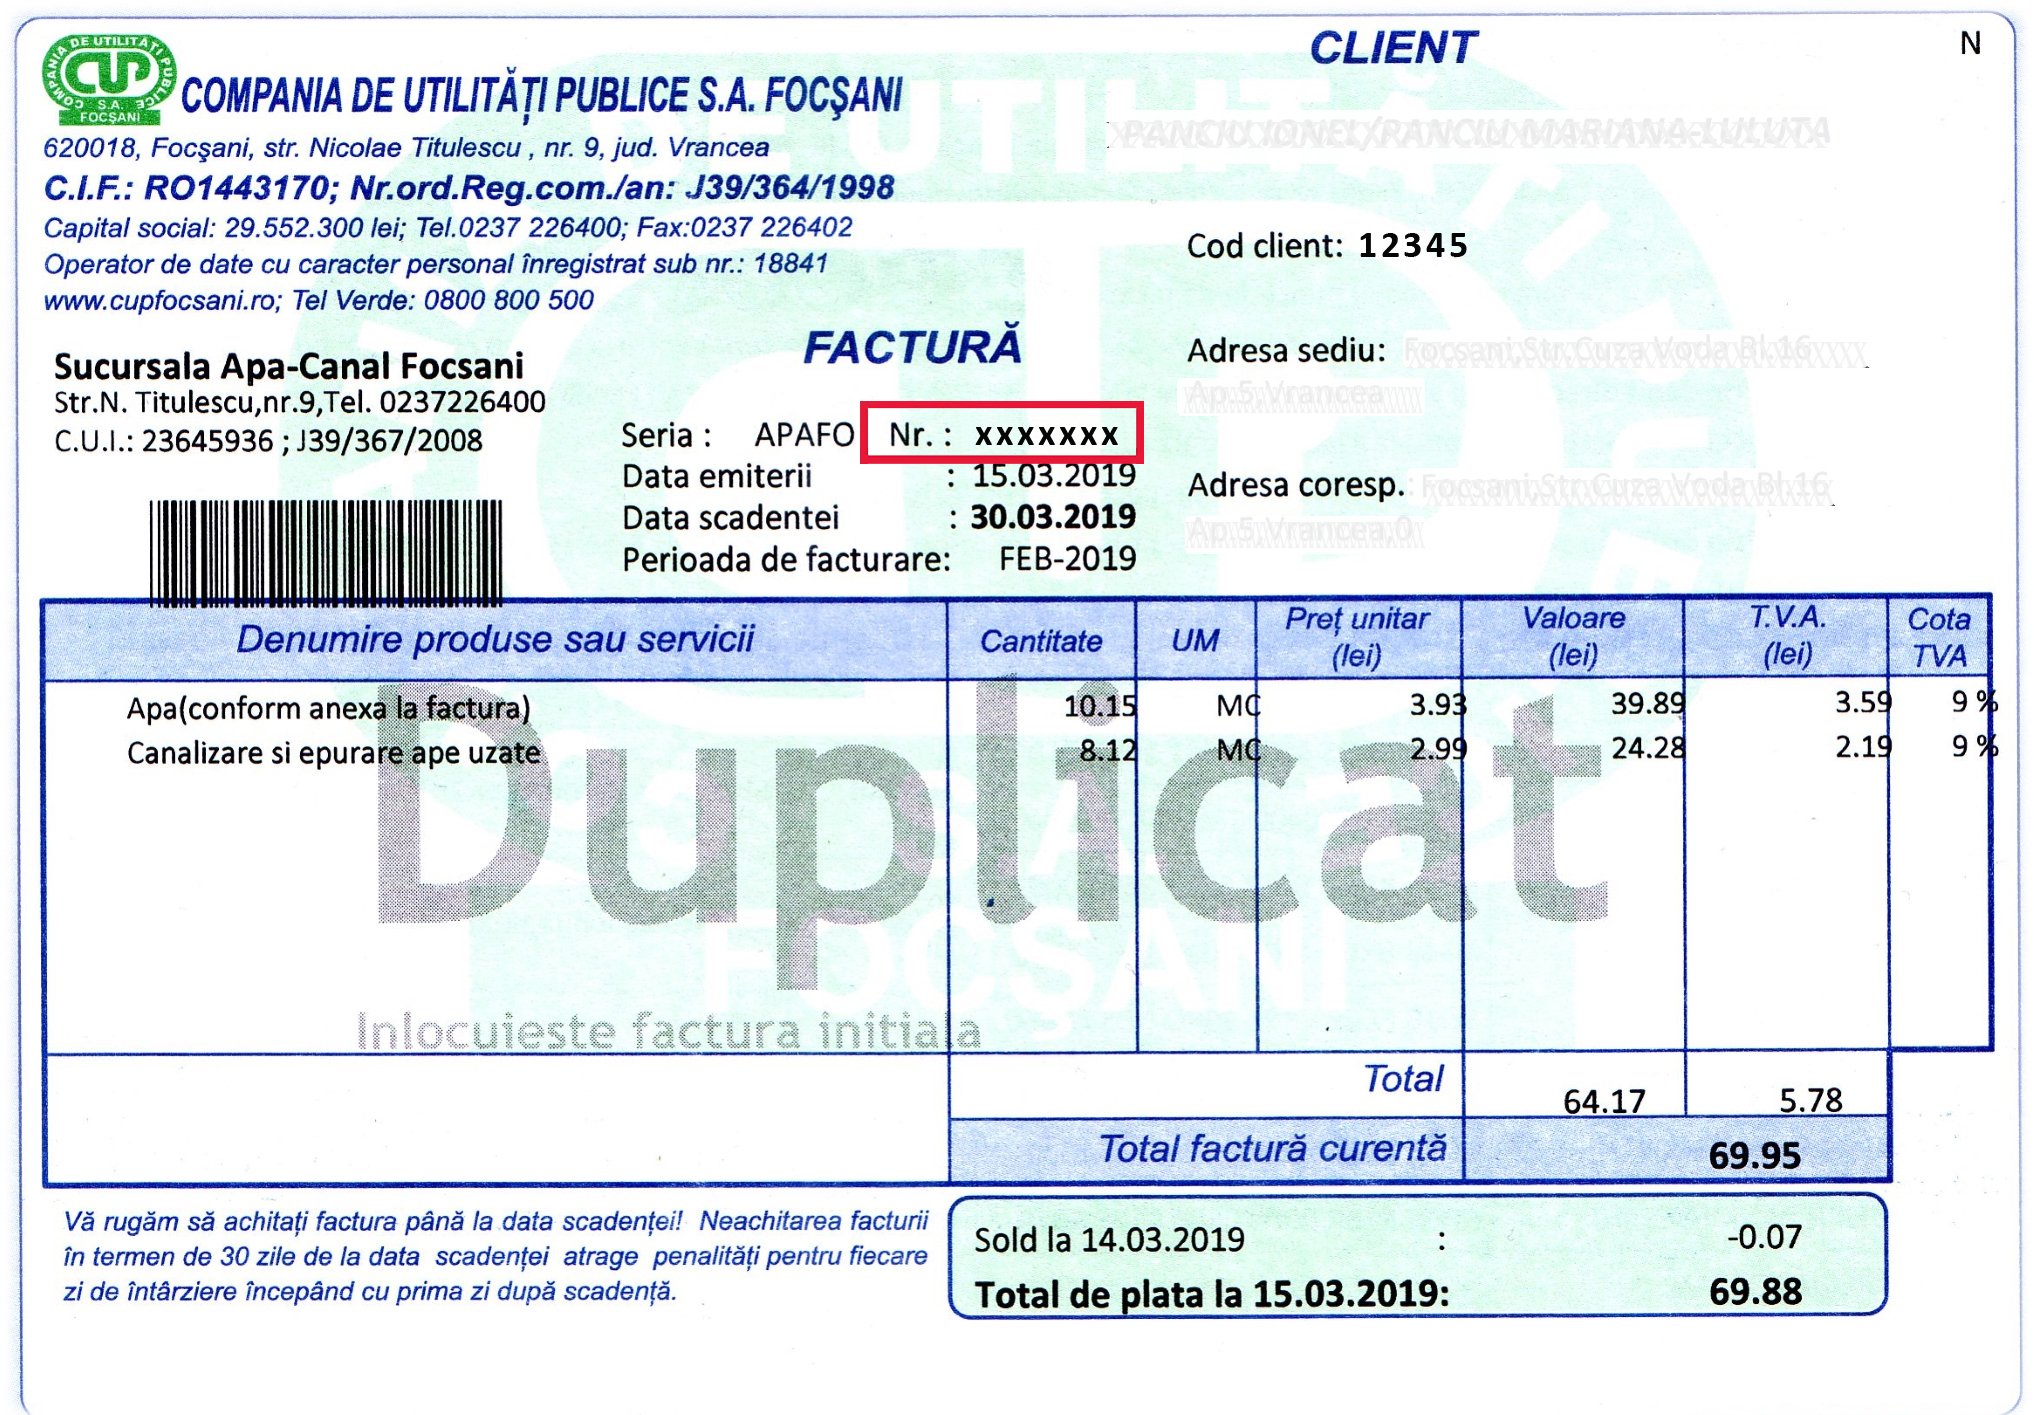 COMPANIA DE UTILITĂȚI PUBLICE
CUP
S.A.
FOCȘANI
COMPANIA DE UTILITĂȚI PUBLICE S.A. FOCȘANI
620018, Focşani, str. Nicolae Titulescu , nr. 9, jud. Vrancea
C.I.F.: RO1443170; Nr.ord.Reg.com./an: J39/364/1998
Capital social: 29.552.300 lei; Tel.0237 226400; Fax:0237 226402
Operator de date cu caracter personal înregistrat sub nr.: 18841
www.cupfocsani.ro; Tel Verde: 0800 800 500
Sucursala Apa-Canal Focsani
Str.N. Titulescu,nr.9,Tel. 0237226400
C.U.I.: 23645936 ; J39/367/2008
CLIENT
N
Cod client: 12345
Adresa sediu:
Adresa coresp.
FACTURĂ
Seria : APAFO Nr. : xxxxxxx
Data emiterii : 15.03.2019
Data scadentei : 30.03.2019
Perioada de facturare: FEB-2019
Denumire produse sau servicii Cantitate UM Preț unitar (lei) Valoare (lei) T.V.A. (lei) Cota TVA
Apa(conform anexa la factura) 10.15 MC 3.93 39.89 3.59 9 %
Canalizare si epurare ape uzate 8.12 MC 2.99 24.28 2.19 9 %
Duplicat
Inlocuieste factura initiala
Total 64.17 5.78
Total factură curentă 69.95
Vă rugăm să achitați factura până la data scadenței! Neachitarea facturii
în termen de 30 zile de la data scadenței atrage penalități pentru fiecare
zi de întârziere începând cu prima zi după scadență.
Sold la 14.03.2019 : -0.07
Total de plata la 15.03.2019: 69.88